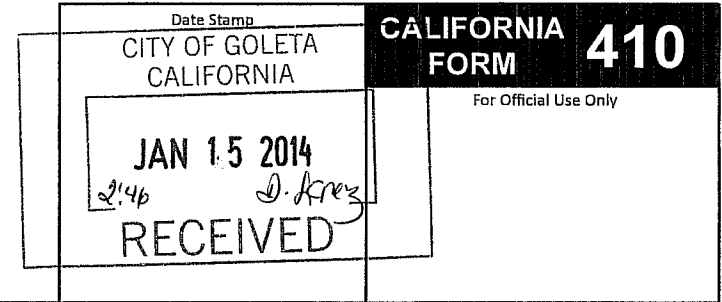 Date Stamp
CITY OF GOLETA
CALIFORNIA
JAN 15 2014
2:46
RECEIVED
CALIFORNIA
FORM 410
For Official Use Only